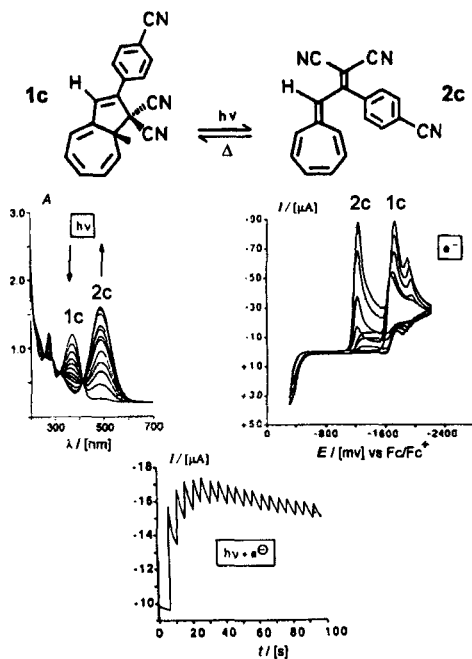 1c
CN
H
CN
CN
hν
Δ
NC
CN
2c
H
CN
A
3.0
2.0
1.0
hν
1c
2c
300
500
700
λ / [nm]
I / [µA]
-90
-70
-50
-30
-10
+10
+30
+50
2c
1c
e⁻
-800
-1600
-2400
E / [mv] vs Fc/Fc⁺
I / [µA]
-18
-16
-14
-12
-10
hν + e⊖
0
20
40
60
80
100
t / [s]